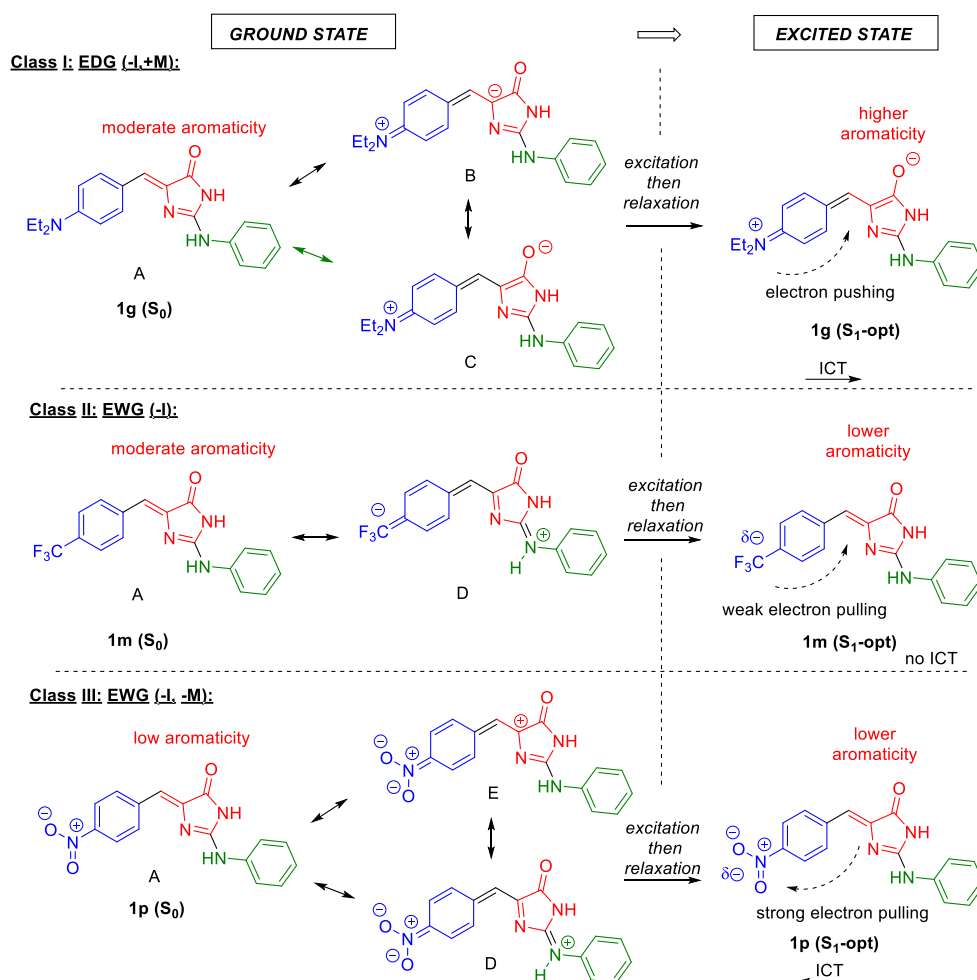 GROUND STATE
EXCITED STATE
Class I: EDG (-I,+M):
moderate aromaticity
O
NH
N
HN
Et2N
A
1g (S0)
O
⊖
NH
N
HN
⊕
Et2N
B
O⊖
NH
N
HN
⊕
Et2N
C
excitation
then
relaxation
higher
aromaticity
O⊖
NH
N
HN
⊕
Et2N
electron pushing
1g (S1-opt)
ICT
Class II: EWG (-I):
moderate aromaticity
O
NH
N
HN
F3C
A
1m (S0)
O
NH
N
⊖
F3C
⊕
N
H
D
excitation
then
relaxation
lower
aromaticity
O
NH
N
HN
δ⊖
F3C
weak electron pulling
1m (S1-opt)
no ICT
Class III: EWG (-I, -M):
low aromaticity
O
NH
N
HN
⊖
O
⊕
N
O
A
1p (S0)
O
⊕
NH
N
HN
⊖
O
⊕
N
O
⊖
E
O
NH
N
⊕
N
H
⊖
O
⊕
N
O
⊖
D
excitation
then
relaxation
lower
aromaticity
O
NH
N
HN
⊖
O
⊕
N
δ⊖
O
strong electron pulling
1p (S1-opt)
ICT